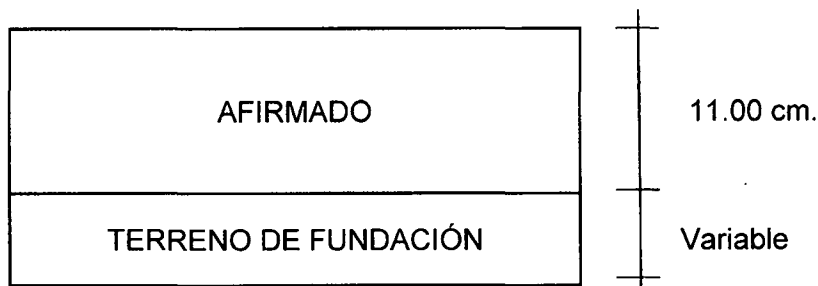 AFIRMADO 11.00 cm.
TERRENO DE FUNDACIÓN Variable